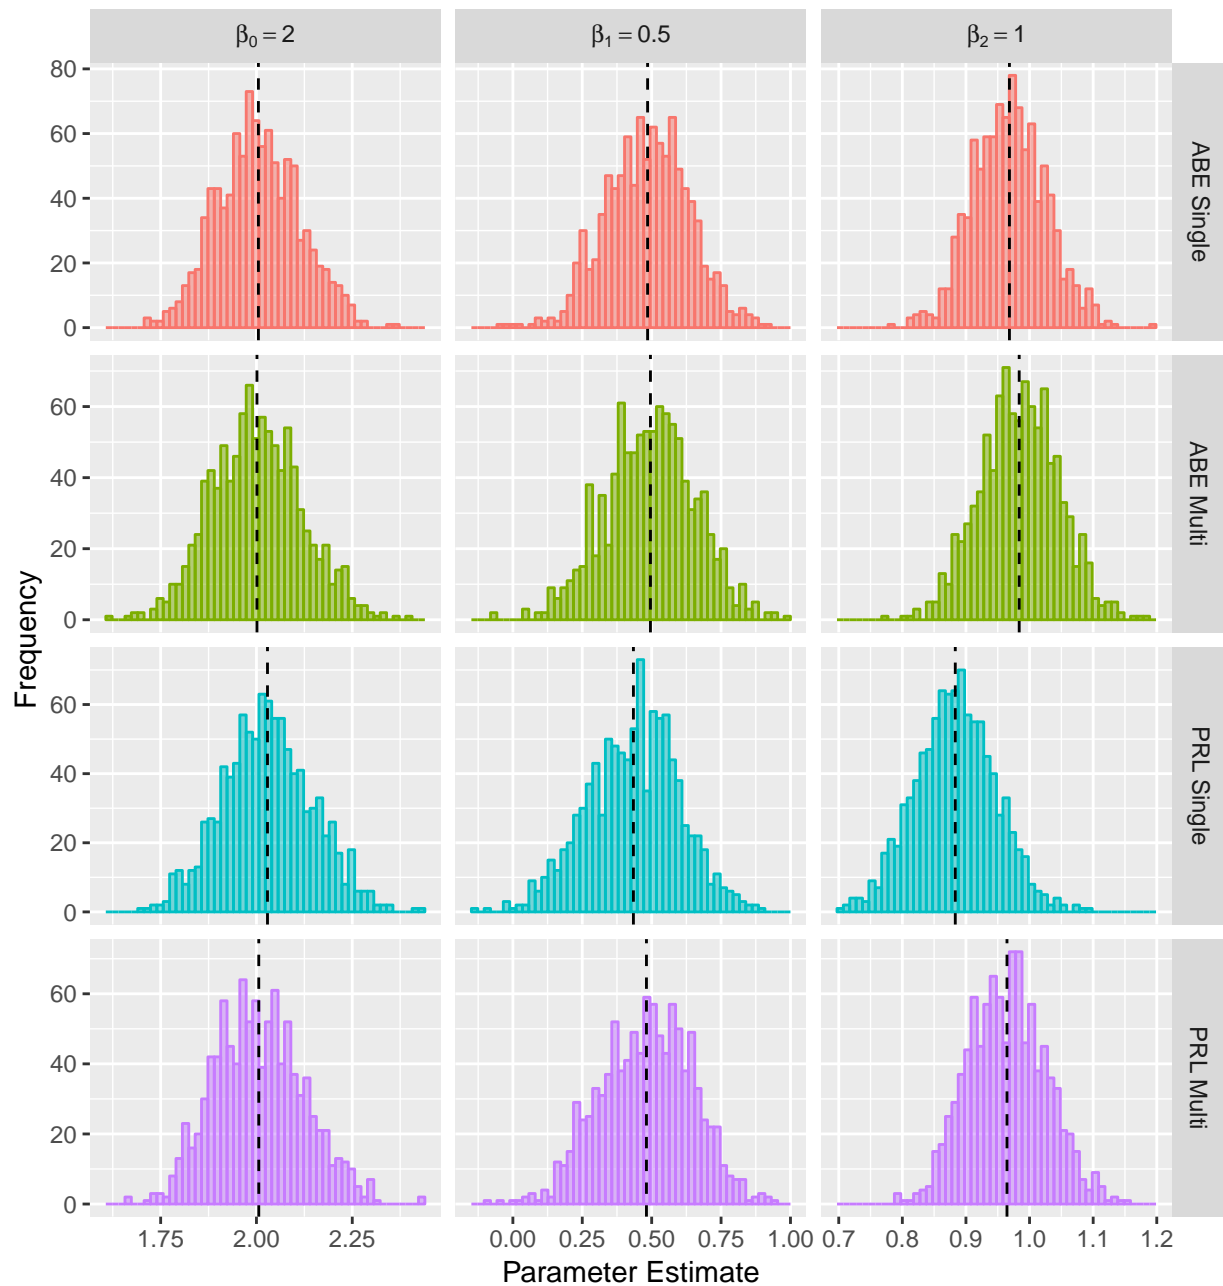 β₀ = 2 β₁ = 0.5 β₂ = 1
80
60
40
20
0
ABE Single
60
40
20
0
ABE Multi
Frequency
60
40
20
0
PRL Single
60
40
20
0
PRL Multi
1.75 2.00 2.25 0.00 0.25 0.50 0.75 1.00 0.7 0.8 0.9 1.0 1.1 1.2
Parameter Estimate